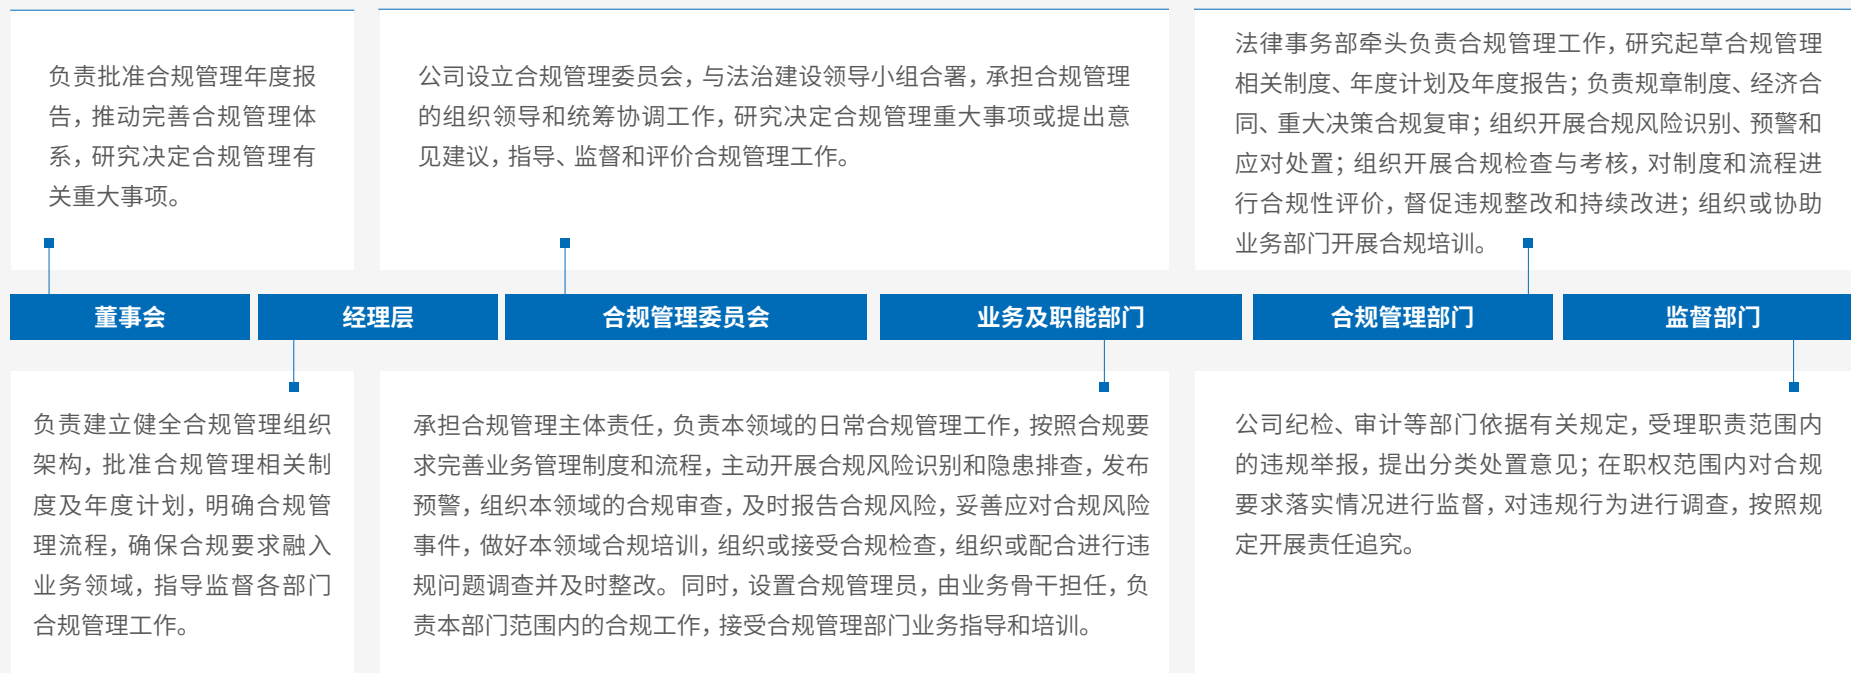 负责批准合规管理年度报
告，推动完善合规管理体
系，研究决定合规管理有
关重大事项。
公司设立合规管理委员会，与法治建设领导小组合署，承担合规管理
的组织领导和统筹协调工作，研究决定合规管理重大事项或提出意
见建议，指导、监督和评价合规管理工作。
法律事务部牵头负责合规管理工作，研究起草合规管理
相关制度、年度计划及年度报告；负责规章制度、经济合
同、重大决策合规复审；组织开展合规风险识别、预警和
应对处置；组织开展合规检查与考核，对制度和流程进
行合规性评价，督促违规整改和持续改进；组织或协助
业务部门开展合规培训。
董事会
经理层
合规管理委员会
业务及职能部门
合规管理部门
监督部门
负责建立健全合规管理组织
架构，批准合规管理相关制
度及年度计划，明确合规管
理流程，确保合规要求融入
业务领域，指导监督各部门
合规管理工作。
承担合规管理主体责任，负责本领域的日常合规管理工作，按照合规要
求完善业务管理制度和流程，主动开展合规风险识别和隐患排查，发布
预警，组织本领域的合规审查，及时报告合规风险，妥善应对合规风险
事件，做好本领域合规培训，组织或接受合规检查，组织或配合进行违
规问题调查并及时整改。同时，设置合规管理员，由业务骨干担任，负
责本部门范围内的合规工作，接受合规管理部门业务指导和培训。
公司纪检、审计等部门依据有关规定，受理职责范围内
的违规举报，提出分类处置意见；在职权范围内对合规
要求落实情况进行监督，对违规行为进行调查，按照规
定开展责任追究。